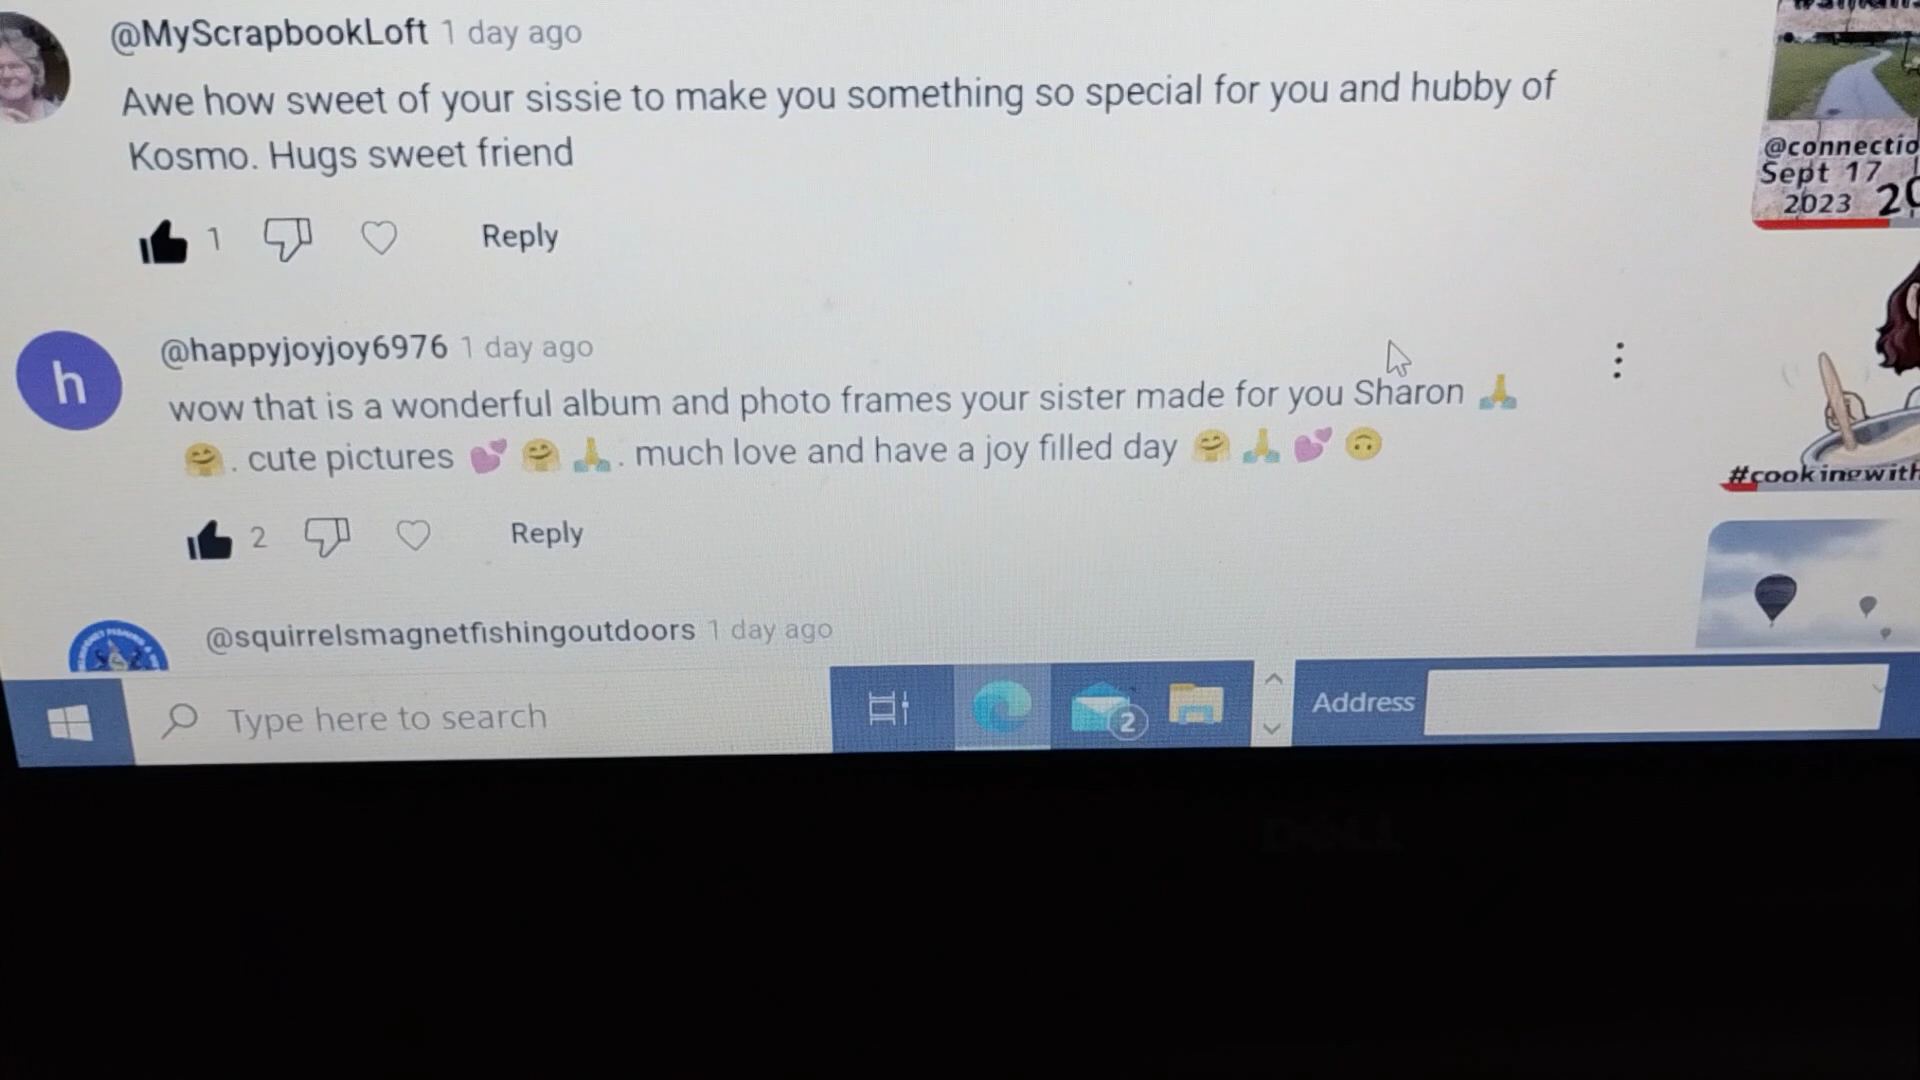 @MyScrapbookLoft 1 day ago
Awe how sweet of your sissie to make you something so special for you and hubby of
Kosmo. Hugs sweet friend
1 Reply
@happyjoyjoy6976 1 day ago
h
wow that is a wonderful album and photo frames your sister made for you Sharon 🙏
🤗. cute pictures 💕 🤗 🙏. much love and have a joy filled day 🤗 🙏 💕 🙃
2 Reply
@squirrelsmagnetfishingoutdoors 1 day ago
Type here to search
2
Address
@connectio
Sept 17
2023 20
#cookingwith
DELL